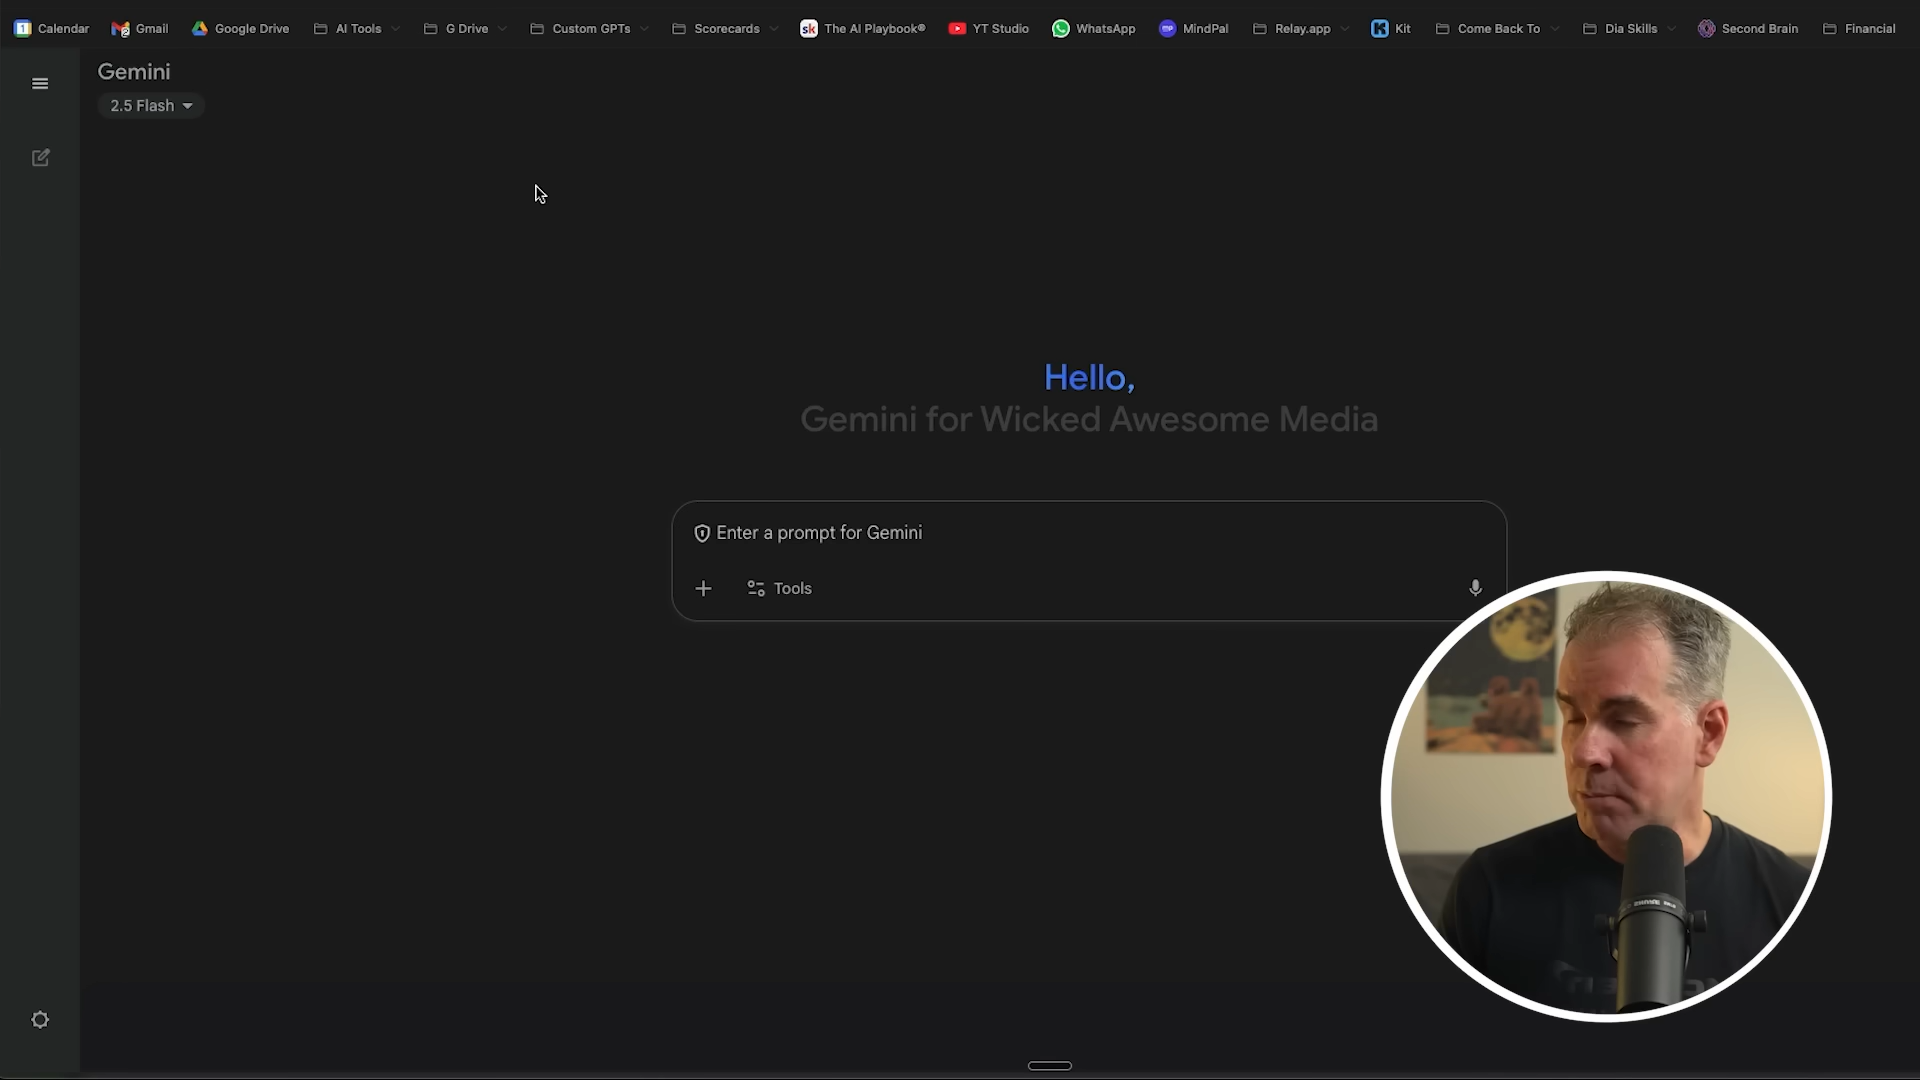 Calendar Gmail Google Drive AI Tools G Drive Custom GPTs Scorecards sk The AI Playbook® YT Studio WhatsApp MindPal Relay.app Kit Come Back To Dia Skills Second Brain Financial
Gemini
2.5 Flash
Hello,
Gemini for Wicked Awesome Media
Enter a prompt for Gemini
Tools